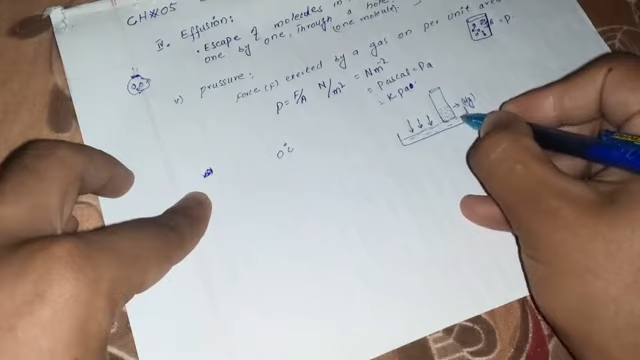 CH#05
IV. Effusion:
• Escape of molecules in
one by one, through a hole
(one molecule).
= P
V) pressure:
Force (F) exerted by a gas on per unit area
P = F/A N/m² = Nm⁻²
= Pascal = Pa
= K Pa
(Hg)
0°C